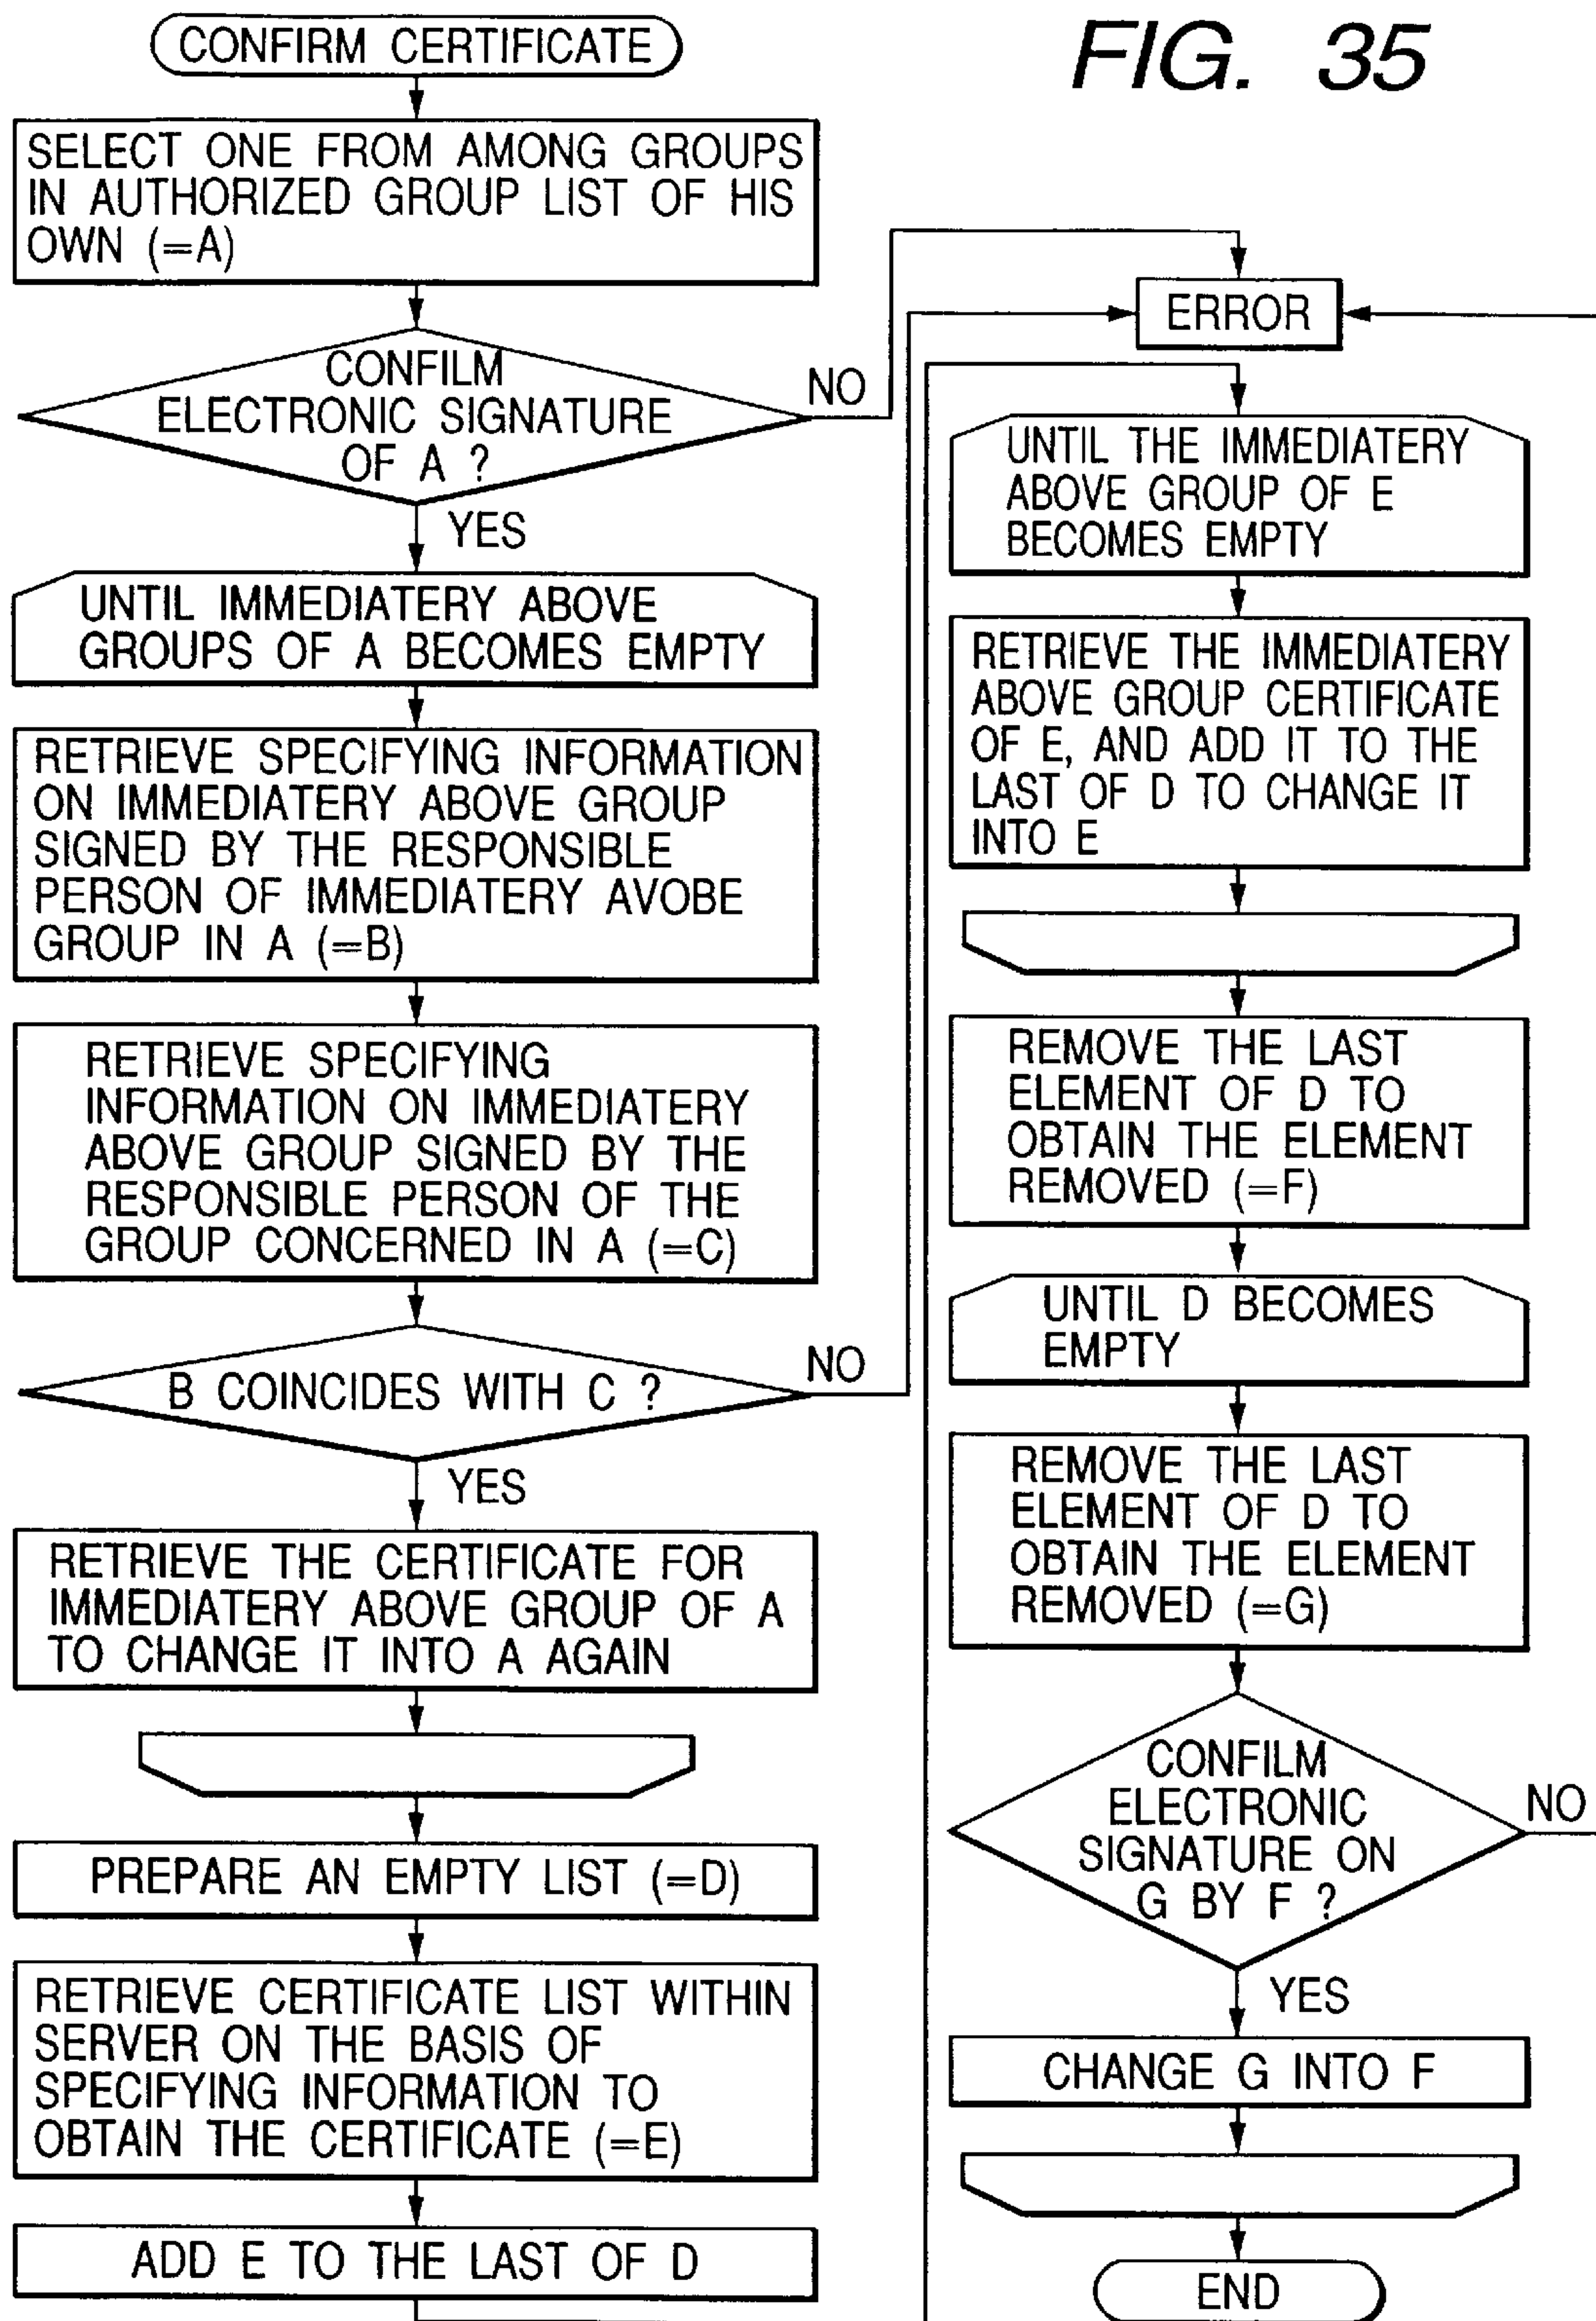 FIG. 35
CONFIRM CERTIFICATE
SELECT ONE FROM AMONG GROUPS
IN AUTHORIZED GROUP LIST OF HIS
OWN (=A)
CONFILM
ELECTRONIC SIGNATURE
OF A ?
NO
YES
UNTIL IMMEDIATERY ABOVE
GROUPS OF A BECOMES EMPTY
RETRIEVE SPECIFYING INFORMATION
ON IMMEDIATERY ABOVE GROUP
SIGNED BY THE RESPONSIBLE
PERSON OF IMMEDIATERY AVOBE
GROUP IN A (=B)
RETRIEVE SPECIFYING
INFORMATION ON IMMEDIATERY
ABOVE GROUP SIGNED BY THE
RESPONSIBLE PERSON OF THE
GROUP CONCERNED IN A (=C)
B COINCIDES WITH C ?
NO
YES
RETRIEVE THE CERTIFICATE FOR
IMMEDIATERY ABOVE GROUP OF A
TO CHANGE IT INTO A AGAIN
PREPARE AN EMPTY LIST (=D)
RETRIEVE CERTIFICATE LIST WITHIN
SERVER ON THE BASIS OF
SPECIFYING INFORMATION TO
OBTAIN THE CERTIFICATE (=E)
ADD E TO THE LAST OF D
ERROR
UNTIL THE IMMEDIATERY
ABOVE GROUP OF E
BECOMES EMPTY
RETRIEVE THE IMMEDIATERY
ABOVE GROUP CERTIFICATE
OF E, AND ADD IT TO THE
LAST OF D TO CHANGE IT
INTO E
REMOVE THE LAST
ELEMENT OF D TO
OBTAIN THE ELEMENT
REMOVED (=F)
UNTIL D BECOMES
EMPTY
REMOVE THE LAST
ELEMENT OF D TO
OBTAIN THE ELEMENT
REMOVED (=G)
CONFILM
ELECTRONIC
SIGNATURE ON
G BY F ?
NO
YES
CHANGE G INTO F
END